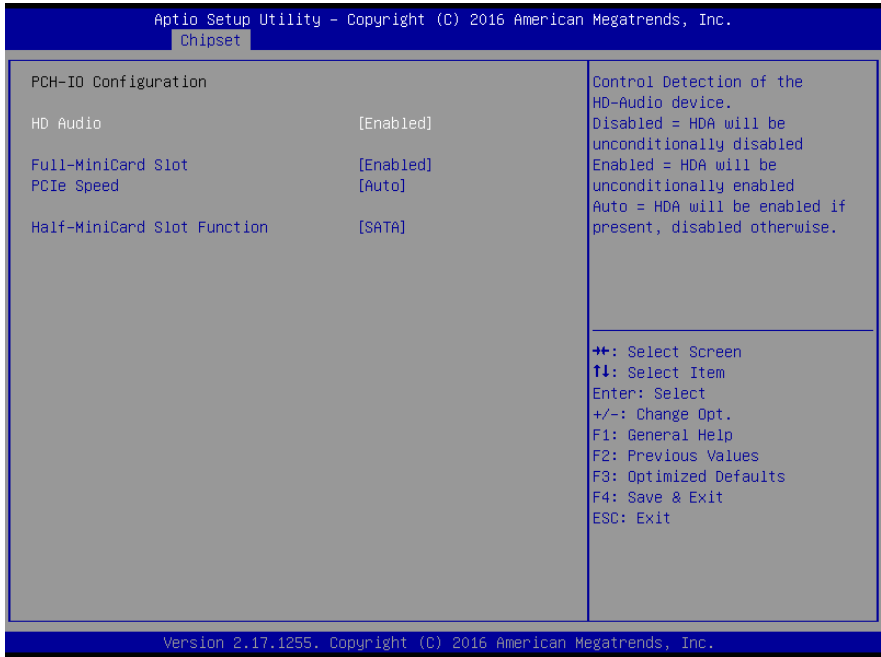 Aptio Setup Utility – Copyright (C) 2016 American Megatrends, Inc.
Chipset
PCH-IO Configuration
HD Audio [Enabled]
Full-MiniCard Slot [Enabled]
PCIe Speed [Auto]
Half-MiniCard Slot Function [SATA]
Control Detection of the
HD-Audio device.
Disabled = HDA will be
unconditionally disabled
Enabled = HDA will be
unconditionally enabled
Auto = HDA will be enabled if
present, disabled otherwise.
→←: Select Screen
↑↓: Select Item
Enter: Select
+/-: Change Opt.
F1: General Help
F2: Previous Values
F3: Optimized Defaults
F4: Save & Exit
ESC: Exit
Version 2.17.1255. Copyright (C) 2016 American Megatrends, Inc.